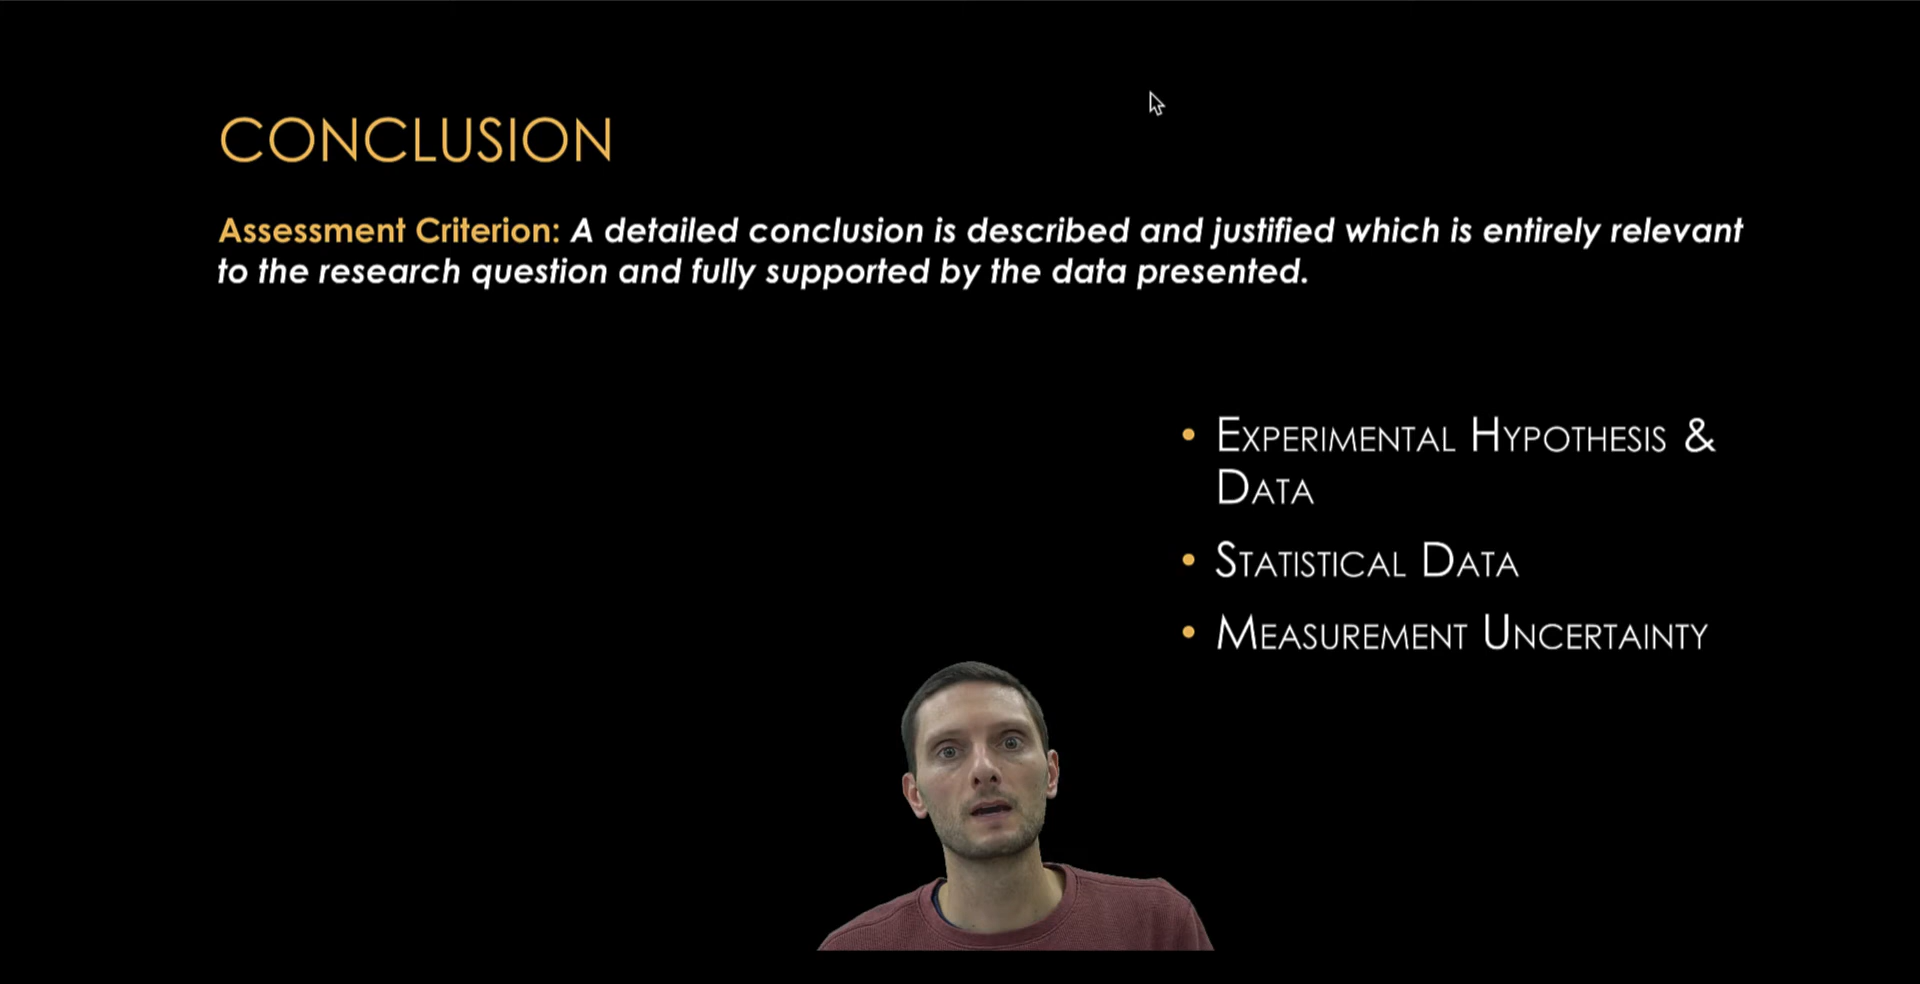 CONCLUSION
Assessment Criterion: A detailed conclusion is described and justified which is entirely relevant
to the research question and fully supported by the data presented.
• EXPERIMENTAL HYPOTHESIS &
DATA
• STATISTICAL DATA
• MEASUREMENT UNCERTAINTY